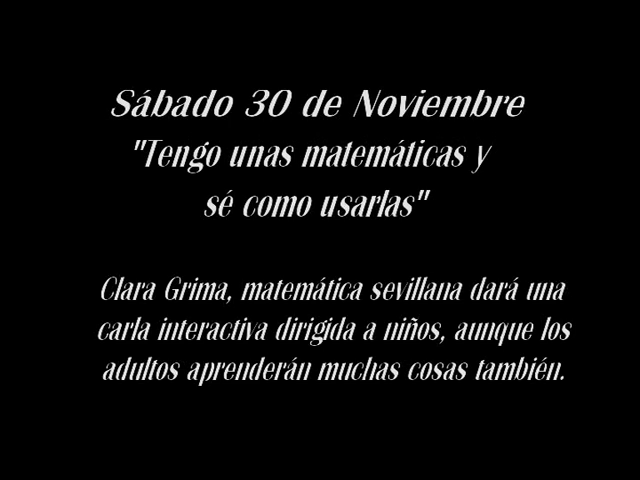 Sábado 30 de Noviembre
"Tengo unas matemáticas y
sé como usarlas"
Clara Grima, matemática sevillana dará una
carla interactiva dirigida a niños, aunque los
adultos aprenderán muchas cosas también.